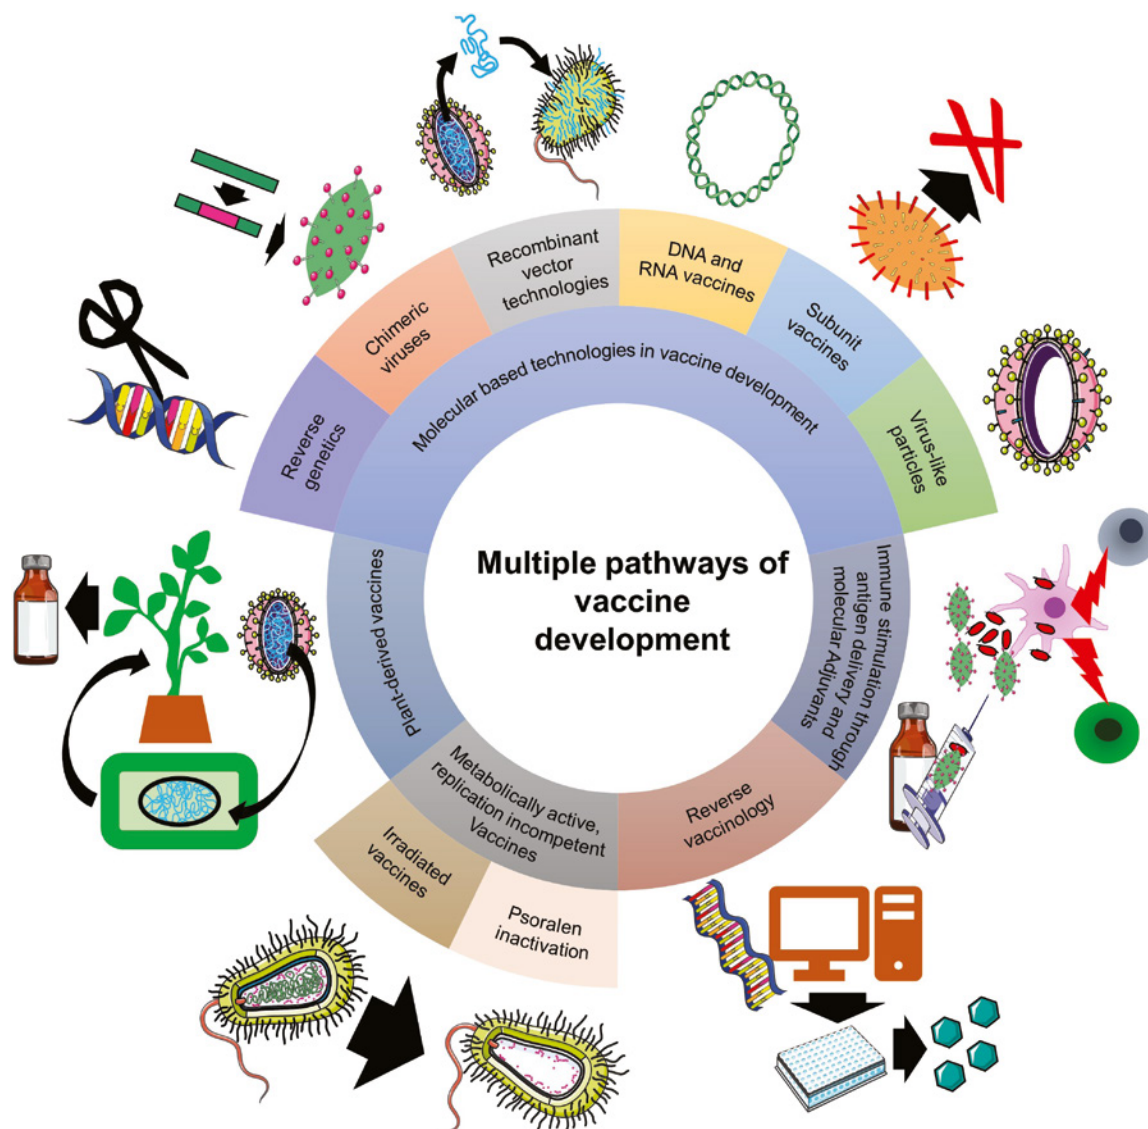 Multiple pathways of
vaccine
development
Molecular based technologies in vaccine development
Reverse
genetics
Chimeric
viruses
Recombinant
vector
technologies
DNA and
RNA vaccines
Subunit
vaccines
Virus-like
particles
Immune stimulation through
antigen delivery and
molecular Adjuvants
Reverse
vaccinology
Metabolically active,
replication incompetent
Vaccines
Psoralen
inactivation
Irradiated
vaccines
Plant-derived vaccines